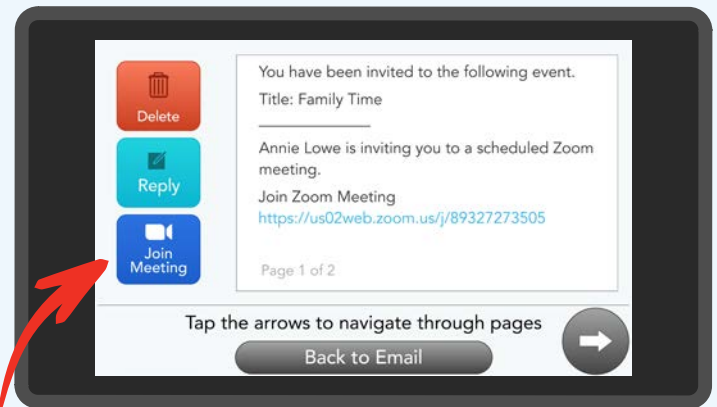 Delete
Reply
Join
Meeting
You have been invited to the following event.
Title: Family Time
Annie Lowe is inviting you to a scheduled Zoom
meeting.
Join Zoom Meeting
https://us02web.zoom.us/j/89327273505
Page 1 of 2
Tap the arrows to navigate through pages
Back to Email